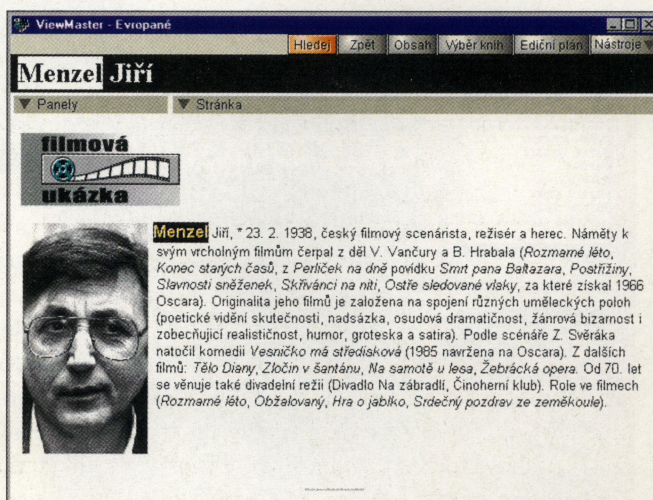 ViewMaster - Evropané
Hledej Zpět Obsah Výběr knih Ediční plán Nástroje
Menzel Jiří
Panely Stránka
filmová
ukázka
Menzel Jiří, * 23. 2. 1938, český filmový scenárista, režisér a herec. Náměty k
svým vrcholným filmům čerpal z děl V. Vančury a B. Hrabala (Rozmarné léto,
Konec starých časů, z Perliček na dně povídku Smrt pana Baltazara, Postřižiny,
Slavnosti sněženek, Skřivánci na niti, Ostře sledované vlaky, za které získal 1966
Oscara). Originalita jeho filmů je založena na spojení různých uměleckých poloh
(poetické vidění skutečnosti, nadsázka, osudová dramatičnost, žánrová bizarnost i
zobecňující realističnost, humor, groteska a satira). Podle scénáře Z. Svěráka
natočil komedii Vesničko má středisková (1985 navržena na Oscara). Z dalších
filmů: Tělo Diany, Zločin v šantánu, Na samotě u lesa, Žebrácká opera. Od 70. let
se věnuje také divadelní režii (Divadlo Na zábradlí, Činoherní klub). Role ve filmech
(Rozmarné léto, Obžalovaný, Hra o jablko, Srdečný pozdrav ze zeměkoule).